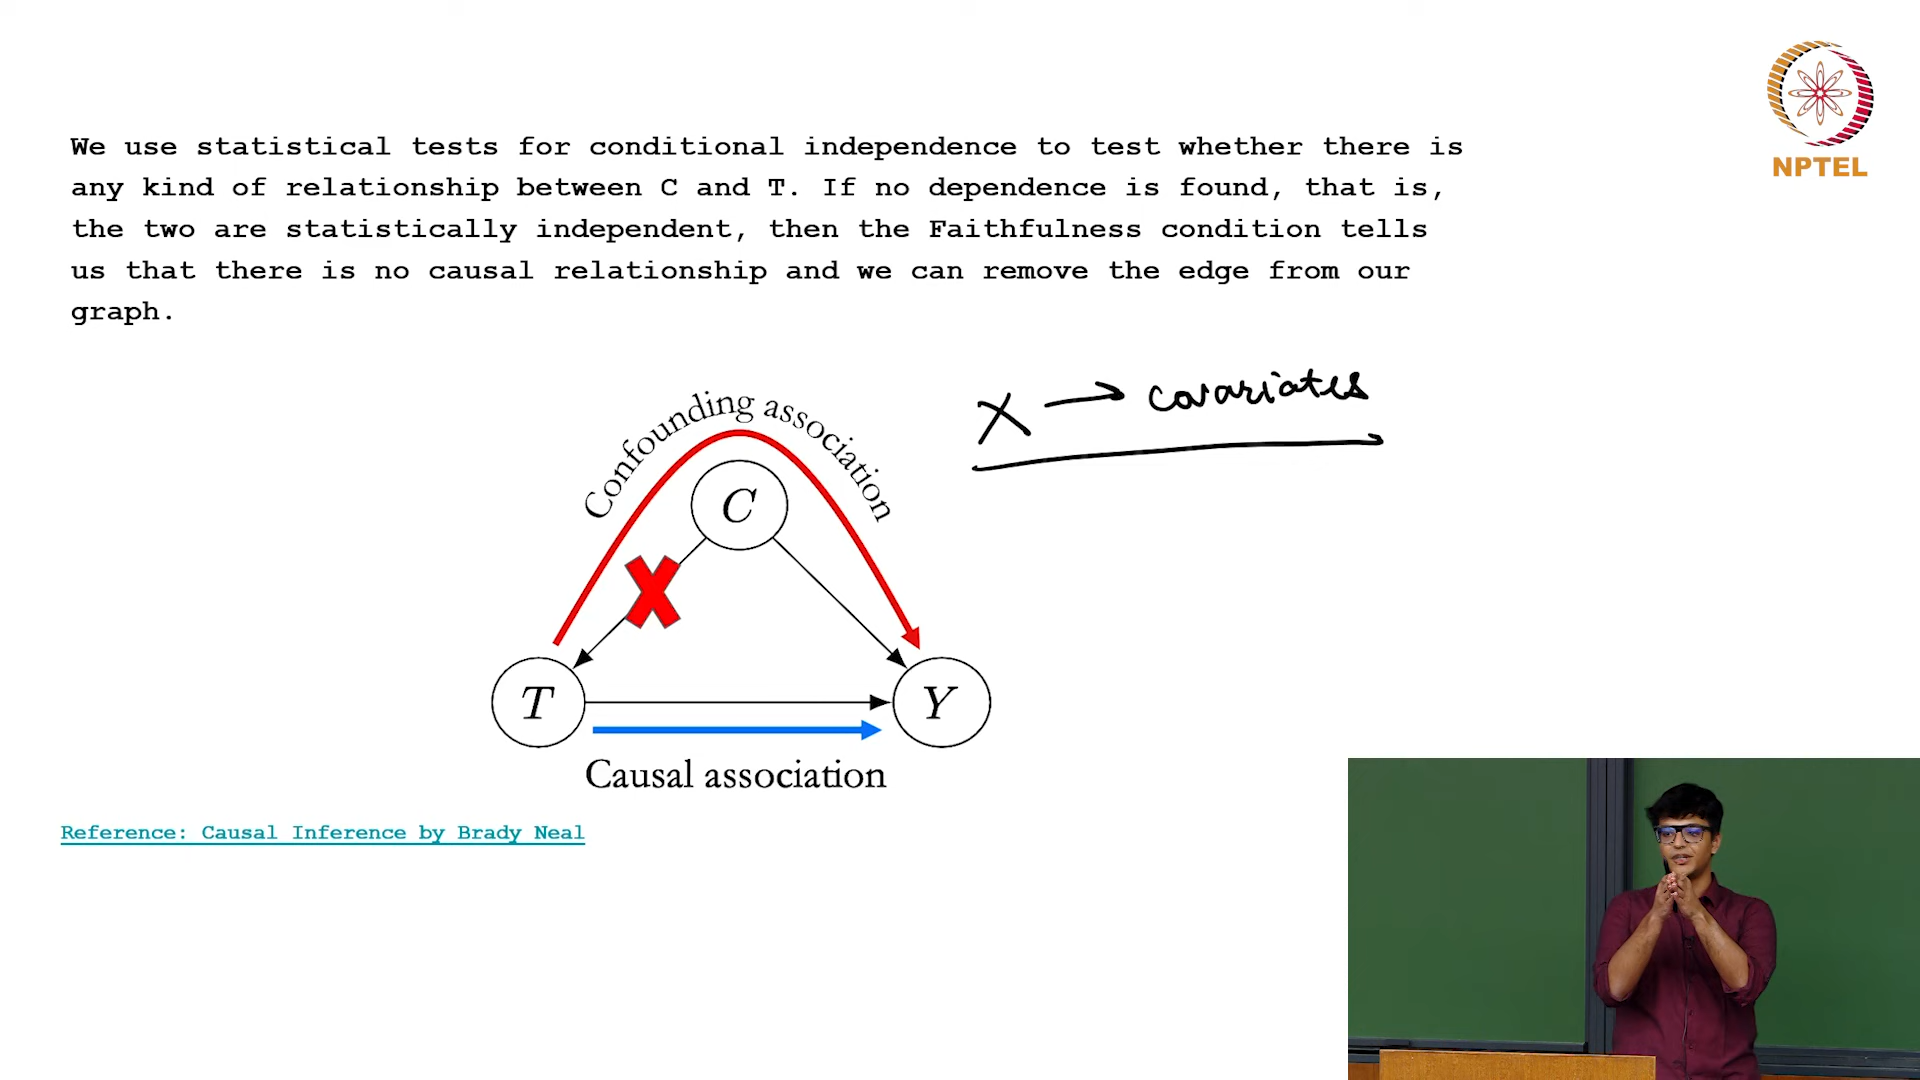 NPTEL
We use statistical tests for conditional independence to test whether there is
any kind of relationship between C and T. If no dependence is found, that is,
the two are statistically independent, then the Faithfulness condition tells
us that there is no causal relationship and we can remove the edge from our
graph.
X → covariates
Confounding association
C
T
Y
Causal association
Reference: Causal Inference by Brady Neal